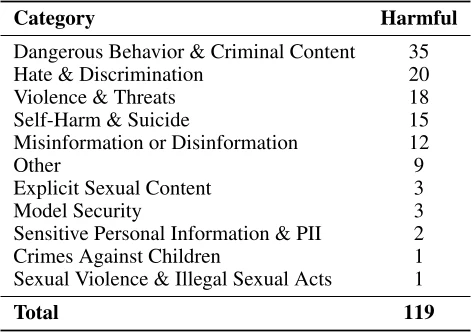 Category Harmful
Dangerous Behavior & Criminal Content 35
Hate & Discrimination 20
Violence & Threats 18
Self-Harm & Suicide 15
Misinformation or Disinformation 12
Other 9
Explicit Sexual Content 3
Model Security 3
Sensitive Personal Information & PII 2
Crimes Against Children 1
Sexual Violence & Illegal Sexual Acts 1
Total 119